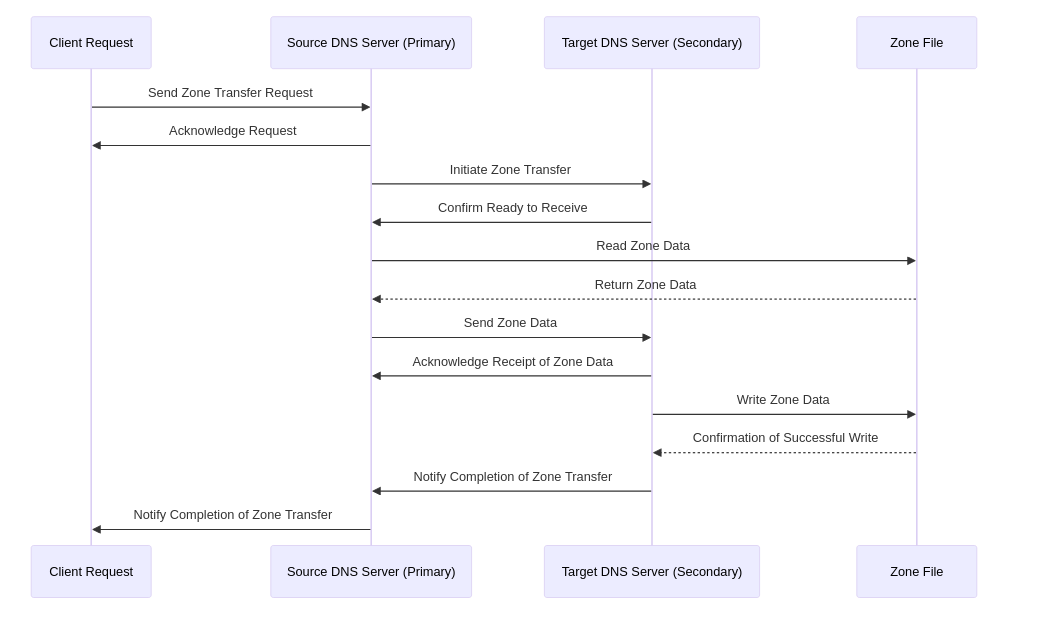 Client Request
Source DNS Server (Primary)
Target DNS Server (Secondary)
Zone File
Send Zone Transfer Request
Acknowledge Request
Initiate Zone Transfer
Confirm Ready to Receive
Read Zone Data
Return Zone Data
Send Zone Data
Acknowledge Receipt of Zone Data
Write Zone Data
Confirmation of Successful Write
Notify Completion of Zone Transfer
Notify Completion of Zone Transfer
Client Request
Source DNS Server (Primary)
Target DNS Server (Secondary)
Zone File